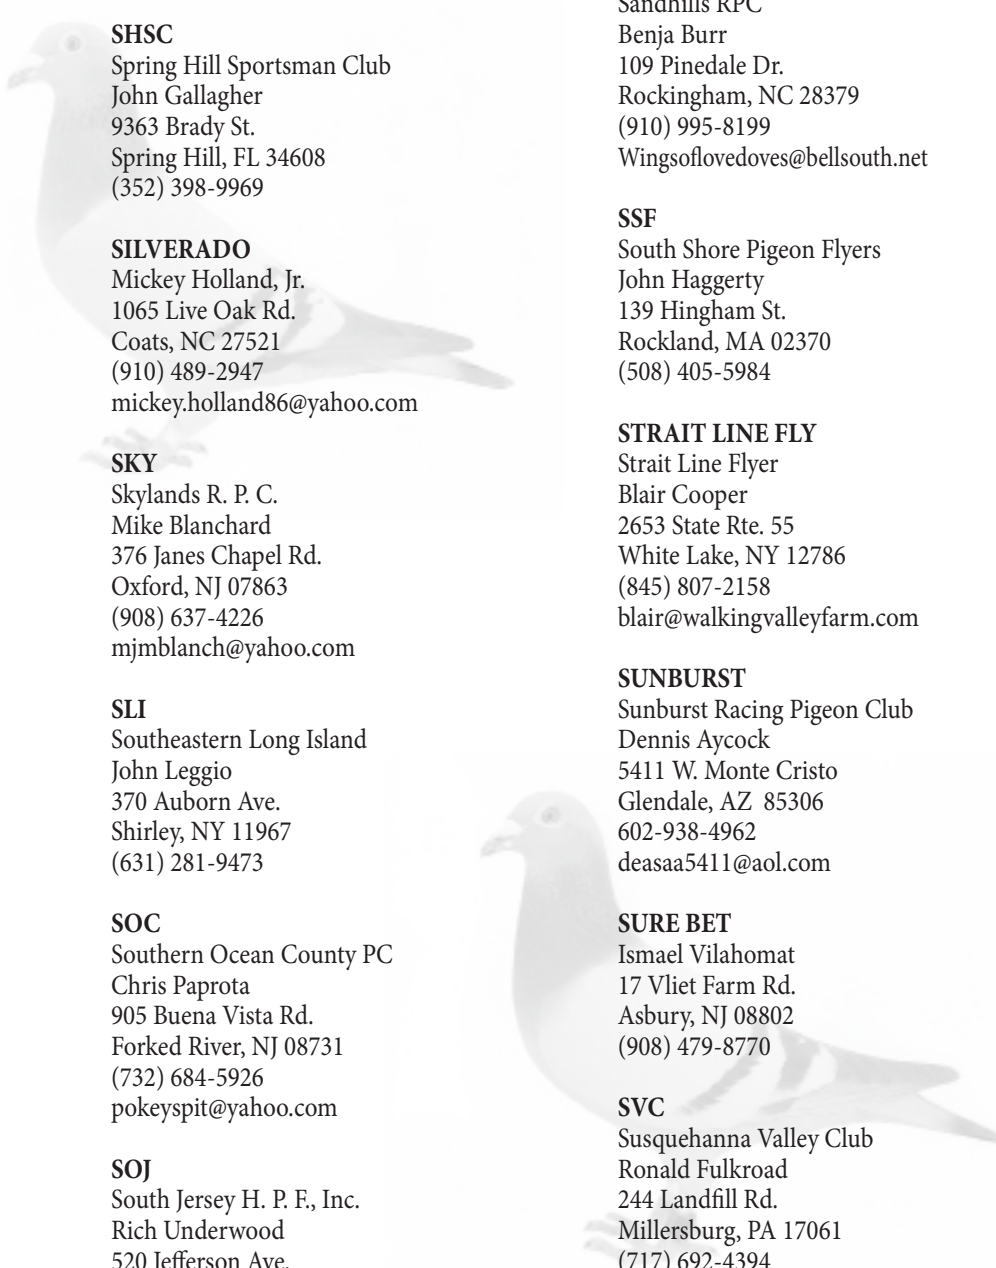 SHSC
Spring Hill Sportsman Club
John Gallagher
9363 Brady St.
Spring Hill, FL 34608
(352) 398-9969
SILVERADO
Mickey Holland, Jr.
1065 Live Oak Rd.
Coats, NC 27521
(910) 489-2947
mickey.holland86@yahoo.com
SKY
Skylands R. P. C.
Mike Blanchard
376 Janes Chapel Rd.
Oxford, NJ 07863
(908) 637-4226
mjmblanch@yahoo.com
SLI
Southeastern Long Island
John Leggio
370 Auborn Ave.
Shirley, NY 11967
(631) 281-9473
SOC
Southern Ocean County PC
Chris Paprota
905 Buena Vista Rd.
Forked River, NJ 08731
(732) 684-5926
pokeyspit@yahoo.com
SOJ
South Jersey H. P. F., Inc.
Rich Underwood
520 Jefferson Ave.
Sandhills RPC
Benja Burr
109 Pinedale Dr.
Rockingham, NC 28379
(910) 995-8199
Wingsoflovedoves@bellsouth.net
SSF
South Shore Pigeon Flyers
John Haggerty
139 Hingham St.
Rockland, MA 02370
(508) 405-5984
STRAIT LINE FLY
Strait Line Flyer
Blair Cooper
2653 State Rte. 55
White Lake, NY 12786
(845) 807-2158
blair@walkingvalleyfarm.com
SUNBURST
Sunburst Racing Pigeon Club
Dennis Aycock
5411 W. Monte Cristo
Glendale, AZ  85306
602-938-4962
deasaa5411@aol.com
SURE BET
Ismael Vilahomat
17 Vliet Farm Rd.
Asbury, NJ 08802
(908) 479-8770
SVC
Susquehanna Valley Club
Ronald Fulkroad
244 Landfill Rd.
Millersburg, PA 17061
(717) 692-4394